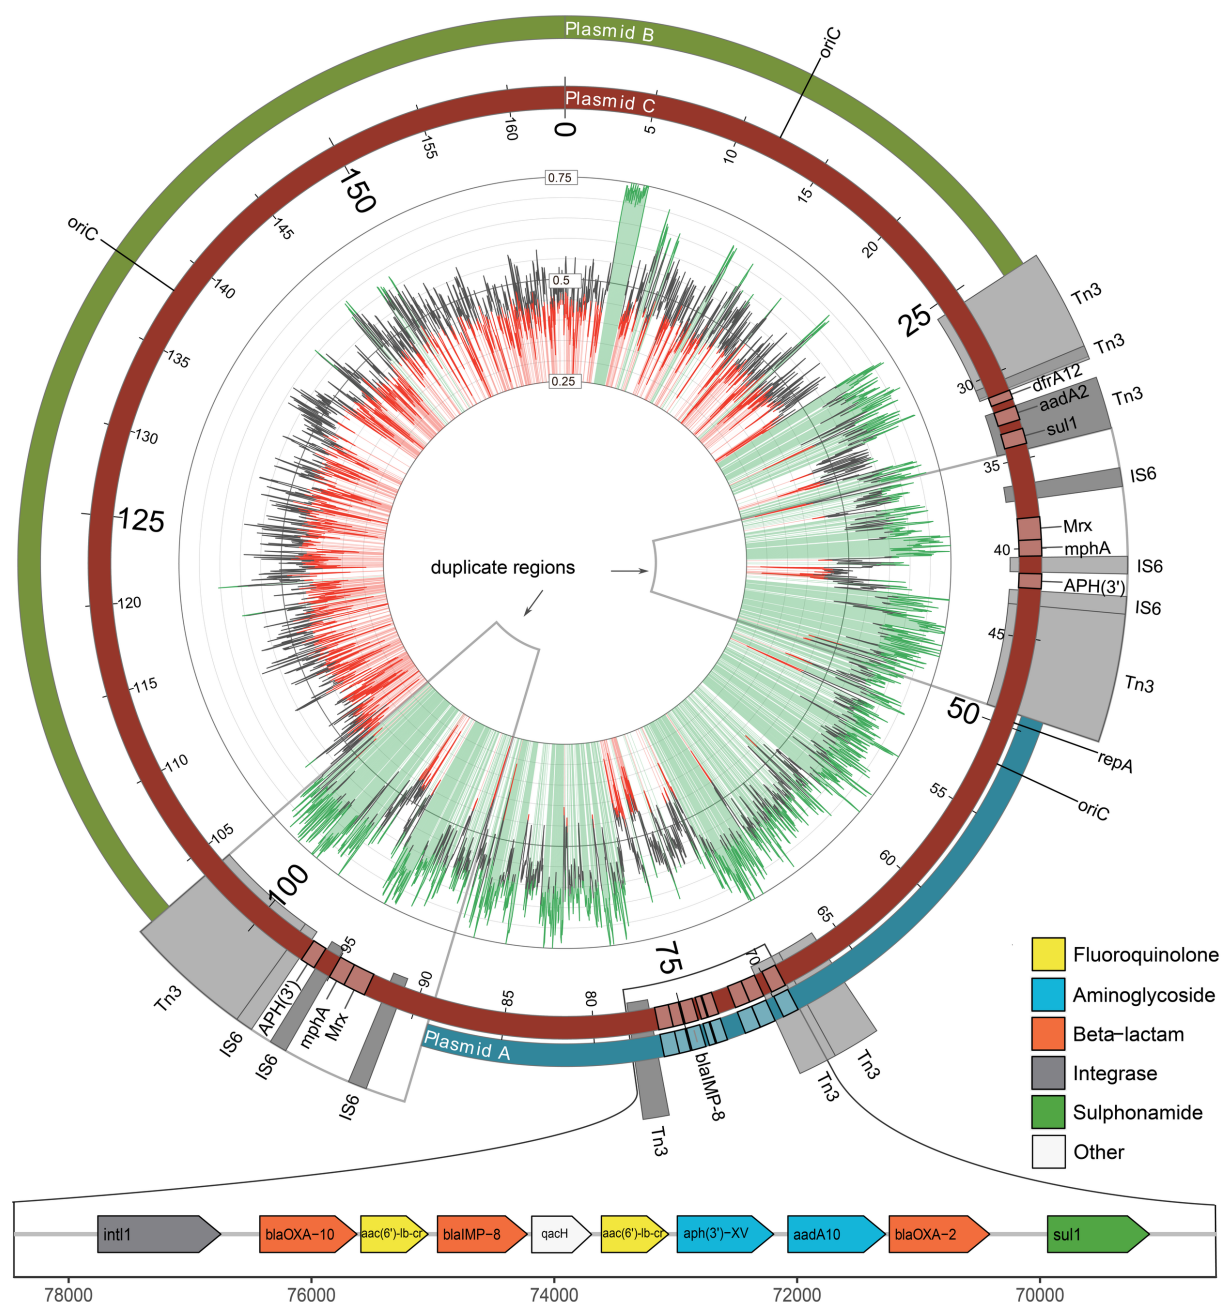 Plasmid B
oriC
Plasmid C
0
5
10
15
20
25
30
35
40
45
50
55
60
65
70
75
80
85
90
95
100
105
110
115
120
125
130
135
140
145
150
155
160
oriC
0.75
0.5
0.25
duplicate regions
Tn3
Tn3
dfrA12
aadA2
Tn3
sul1
IS6
Mrx
mphA
IS6
APH(3')
IS6
Tn3
repA
oriC
Tn3
Tn3
blaIMP-8
Tn3
Plasmid A
IS6
Mrx
mphA
IS6
APH(3')
IS6
Tn3
Fluoroquinolone
Aminoglycoside
Beta-lactam
Integrase
Sulphonamide
Other
intI1
blaOXA-10
aac(6')-Ib-cr
blaIMP-8
qacH
aac(6')-Ib-cr
aph(3')-XV
aadA10
blaOXA-2
sul1
78000
76000
74000
72000
70000